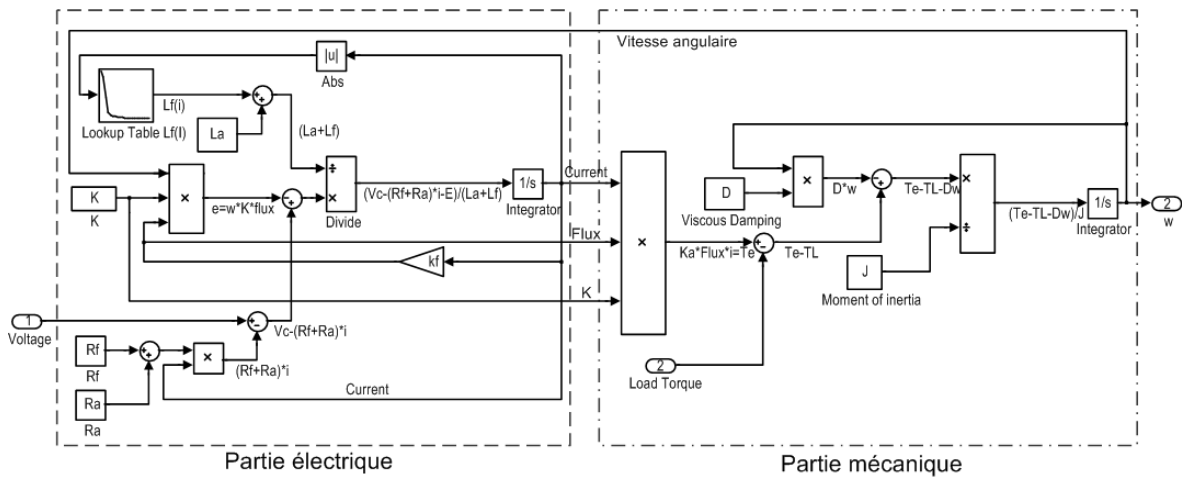 Vitesse angulaire
|u|
Abs
Lf(i)
Lookup Table Lf(I)
La
(La+Lf)
K
K
×
e=w*K*flux
÷
×
Divide
(Vc-(Rf+Ra)*i-E)/(La+Lf)
1/s
Integrator
Current
Flux
kf
K
1
Voltage
Vc-(Rf+Ra)*i
Rf
Rf
Ra
Ra
×
(Rf+Ra)*i
Current
×
Ka*Flux*i=Te
Te-TL
2
Load Torque
D
Viscous Damping
×
D*w
Te-TL-Dw
×
÷
J
Moment of inertia
(Te-TL-Dw)/J
1/s
Integrator
2
w
Partie électrique
Partie mécanique